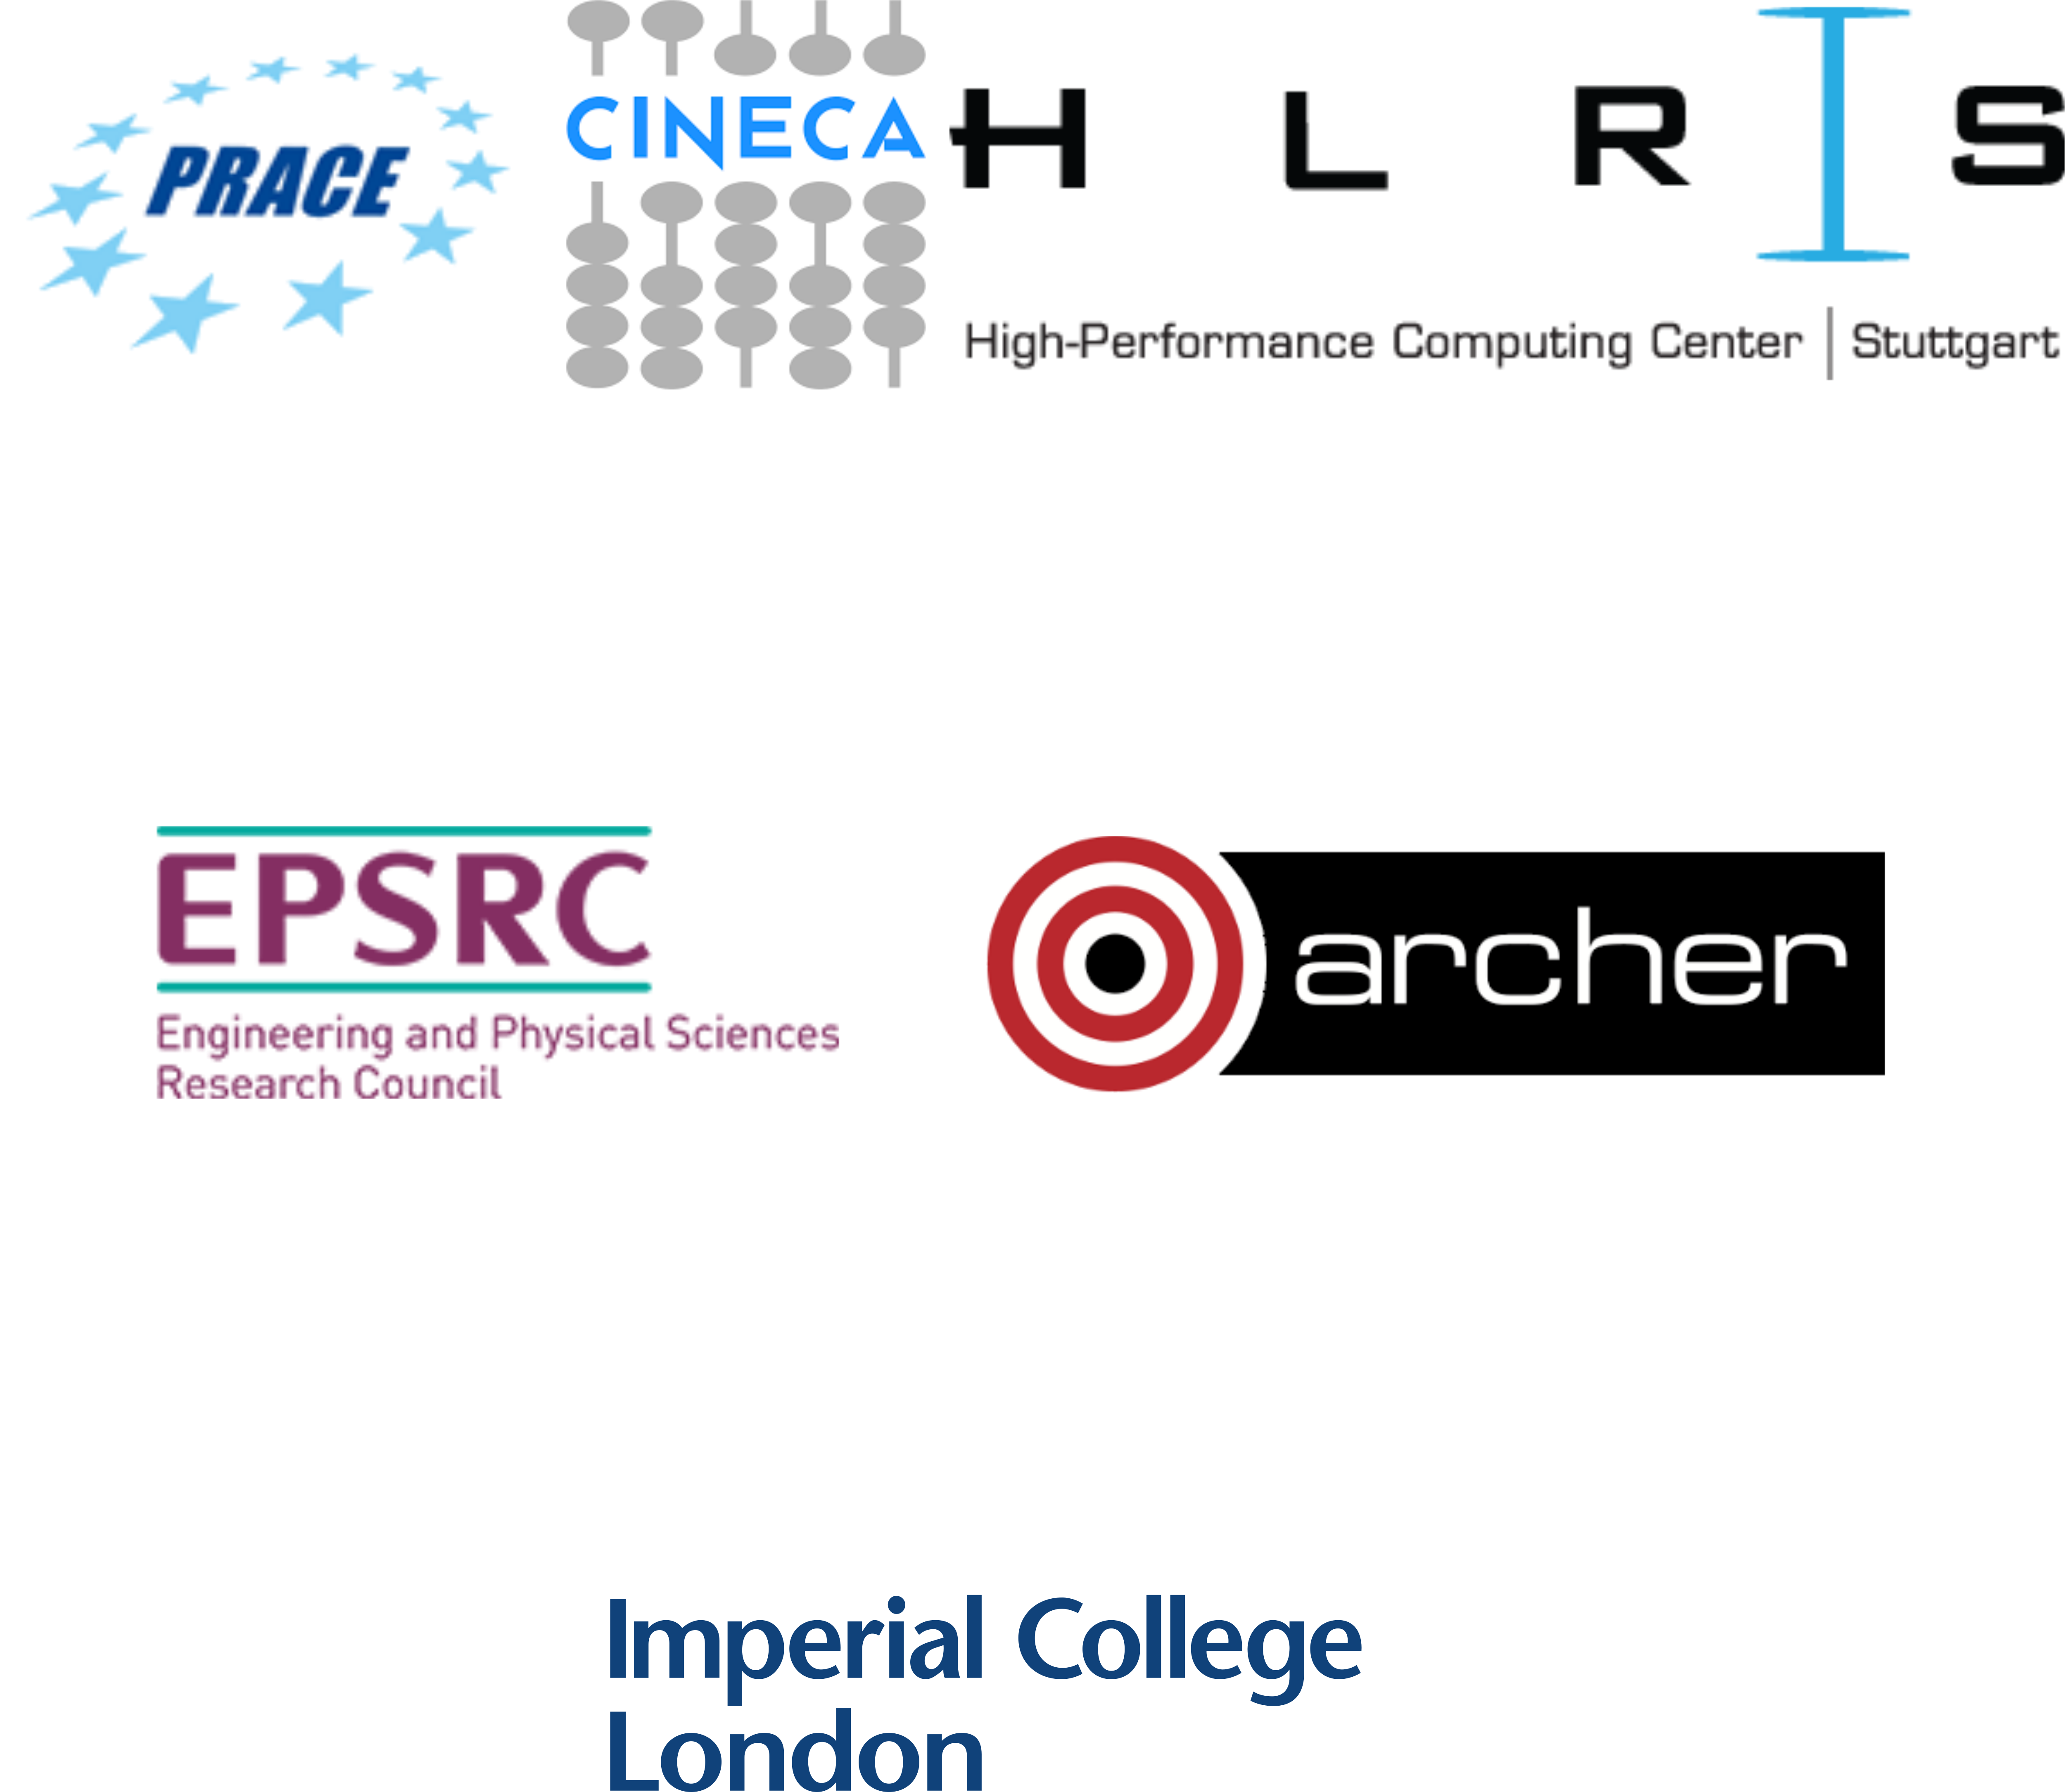 PRACE
CINECA
H L R I S
High-Performance Computing Center | Stuttgart
EPSRC
Engineering and Physical Sciences
Research Council
archer
Imperial College
London